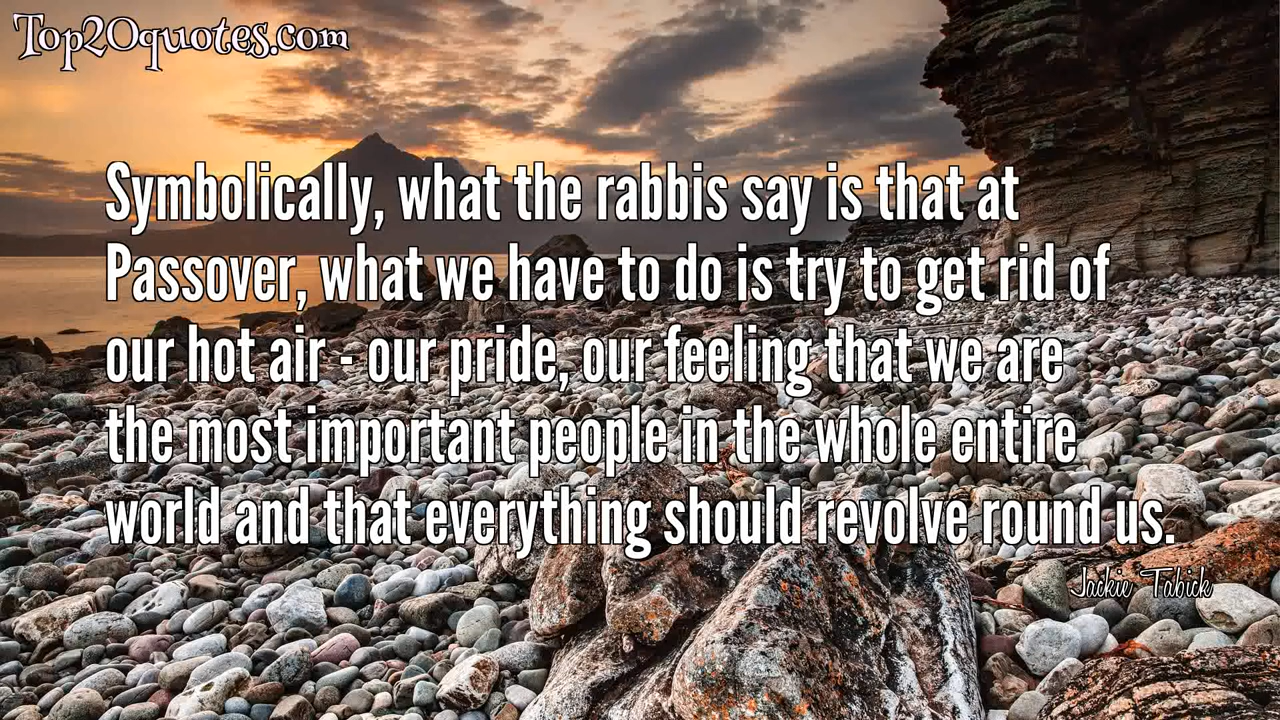 Top20quotes.com
Symbolically, what the rabbis say is that at
Passover, what we have to do is try to get rid of
our hot air - our pride, our feeling that we are
the most important people in the whole entire
world and that everything should revolve round us.
Jackie Tabick